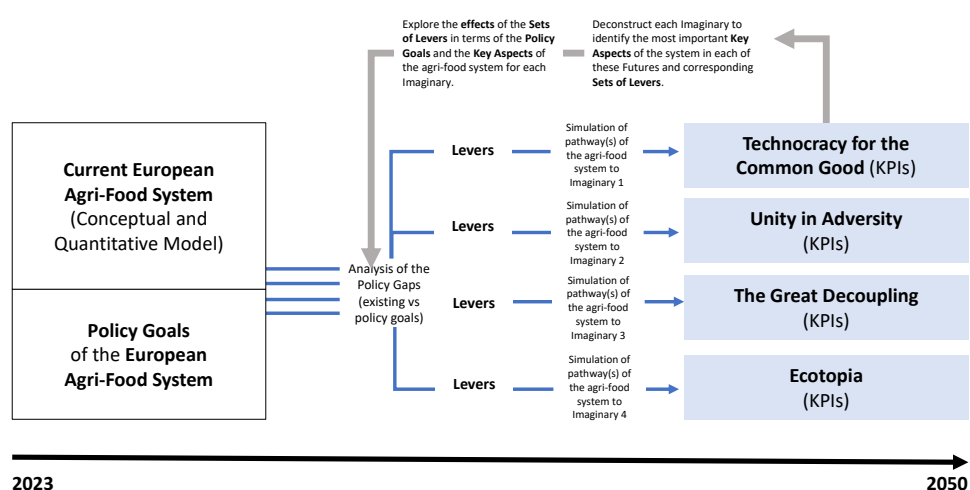 Explore the effects of the Sets
of Levers in terms of the Policy
Goals and the Key Aspects of
the agri-food system for each
Imaginary.
Deconstruct each Imaginary to
identify the most important Key
Aspects of the system in each of
these Futures and corresponding
Sets of Levers.
Current European
Agri-Food System
(Conceptual and
Quantitative Model)
Policy Goals
of the European
Agri-Food System
Analysis of the
Policy Gaps
(existing vs
policy goals)
Levers
Simulation of
pathway(s) of
the agri-food
system to
Imaginary 1
Technocracy for the
Common Good (KPIs)
Levers
Simulation of
pathway(s) of
the agri-food
system to
Imaginary 2
Unity in Adversity
(KPIs)
Levers
Simulation of
pathway(s) of
the agri-food
system to
Imaginary 3
The Great Decoupling
(KPIs)
Levers
Simulation of
pathway(s) of
the agri-food
system to
Imaginary 4
Ecotopia
(KPIs)
2023
2050